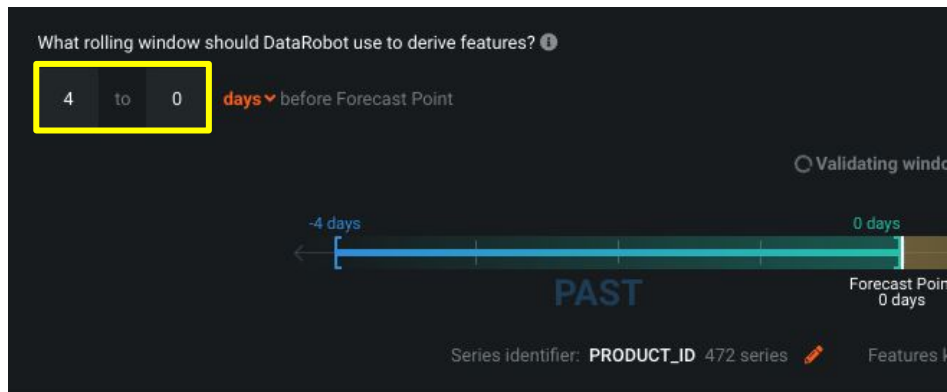 What rolling window should DataRobot use to derive features?
4 to 0 days before Forecast Point
Validating windo
-4 days 0 days
PAST
Forecast Poin
0 days
Series identifier: PRODUCT_ID 472 series Features k